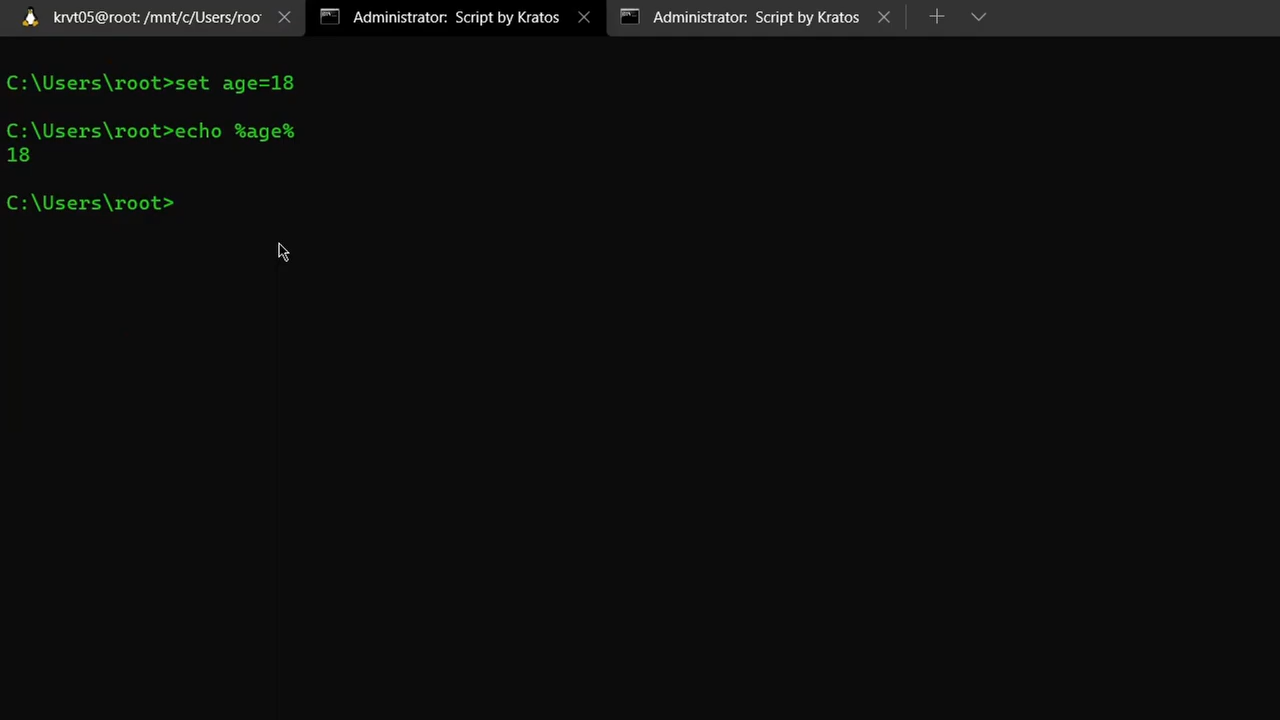 krvt05@root: /mnt/c/Users/roo
Administrator: Script by Kratos
Administrator: Script by Kratos
C:\Users\root>set age=18
C:\Users\root>echo %age%
18
C:\Users\root>